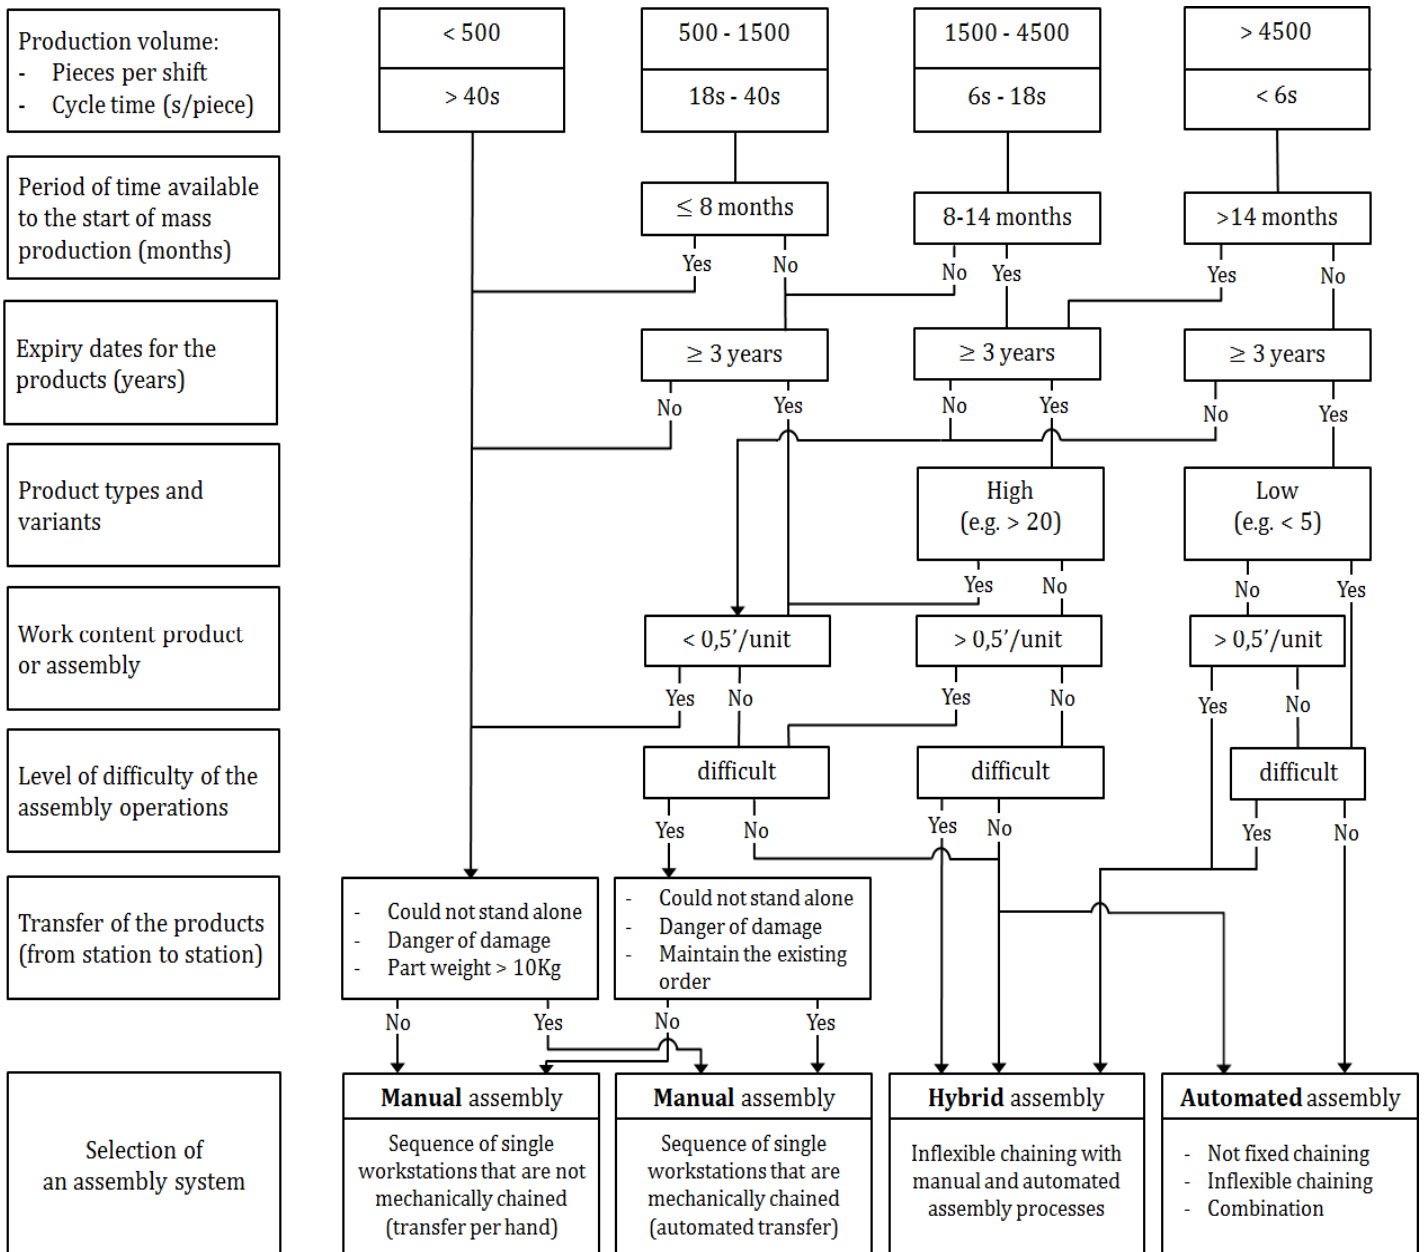 Production volume:
- Pieces per shift
- Cycle time (s/piece)
< 500
> 40s
500 - 1500
18s - 40s
1500 - 4500
6s - 18s
> 4500
< 6s
Period of time available
to the start of mass
production (months)
≤ 8 months
8-14 months
>14 months
Yes
No
No
Yes
Yes
No
Expiry dates for the
products (years)
≥ 3 years
≥ 3 years
≥ 3 years
No
Yes
No
Yes
No
Yes
Product types and
variants
High
(e.g. > 20)
Low
(e.g. < 5)
Yes
No
No
Yes
Work content product
or assembly
< 0,5’/unit
> 0,5’/unit
> 0,5’/unit
Yes
No
Yes
No
Yes
No
Level of difficulty of the
assembly operations
difficult
difficult
difficult
Yes
No
Yes
No
Yes
No
Transfer of the products
(from station to station)
- Could not stand alone
- Danger of damage
- Part weight > 10Kg
- Could not stand alone
- Danger of damage
- Maintain the existing
order
No
Yes
No
Yes
Selection of
an assembly system
Manual assembly
Sequence of single
workstations that are not
mechanically chained
(transfer per hand)
Manual assembly
Sequence of single
workstations that are
mechanically chained
(automated transfer)
Hybrid assembly
Inflexible chaining with
manual and automated
assembly processes
Automated assembly
- Not fixed chaining
- Inflexible chaining
- Combination